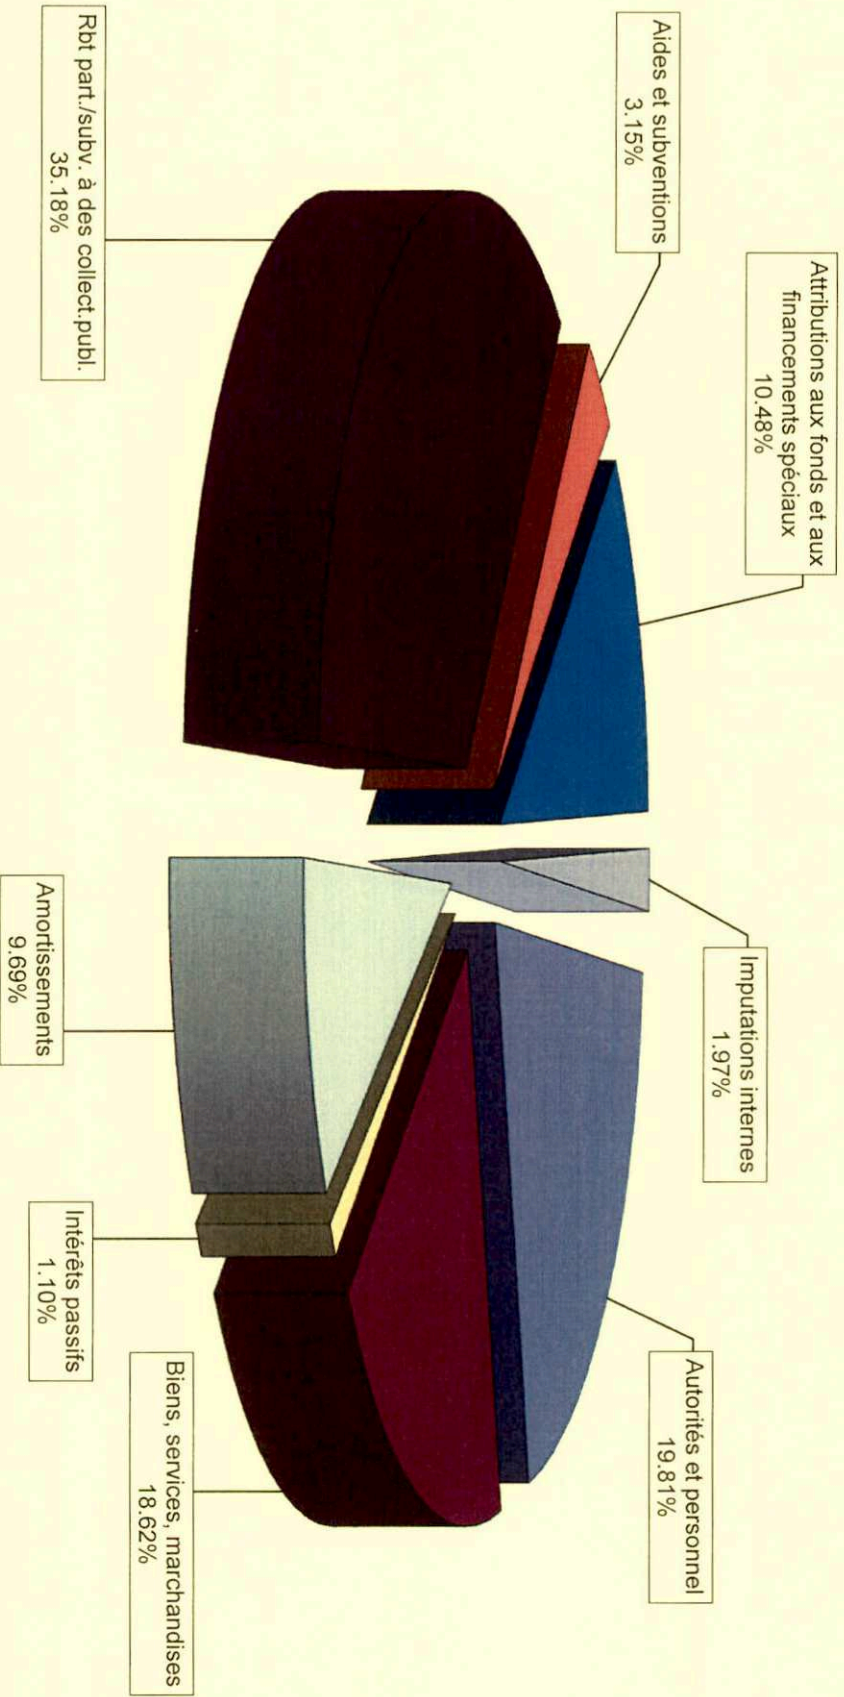 Attributions aux fonds et aux
financements spéciaux
10.48%
Imputations internes
1.97%
Autorités et personnel
19.81%
Aides et subventions
3.15%
Rbt part./subv. à des collect.publ.
35.18%
Amortissements
9.69%
Intérêts passifs
1.10%
Biens, services, marchandises
18.62%